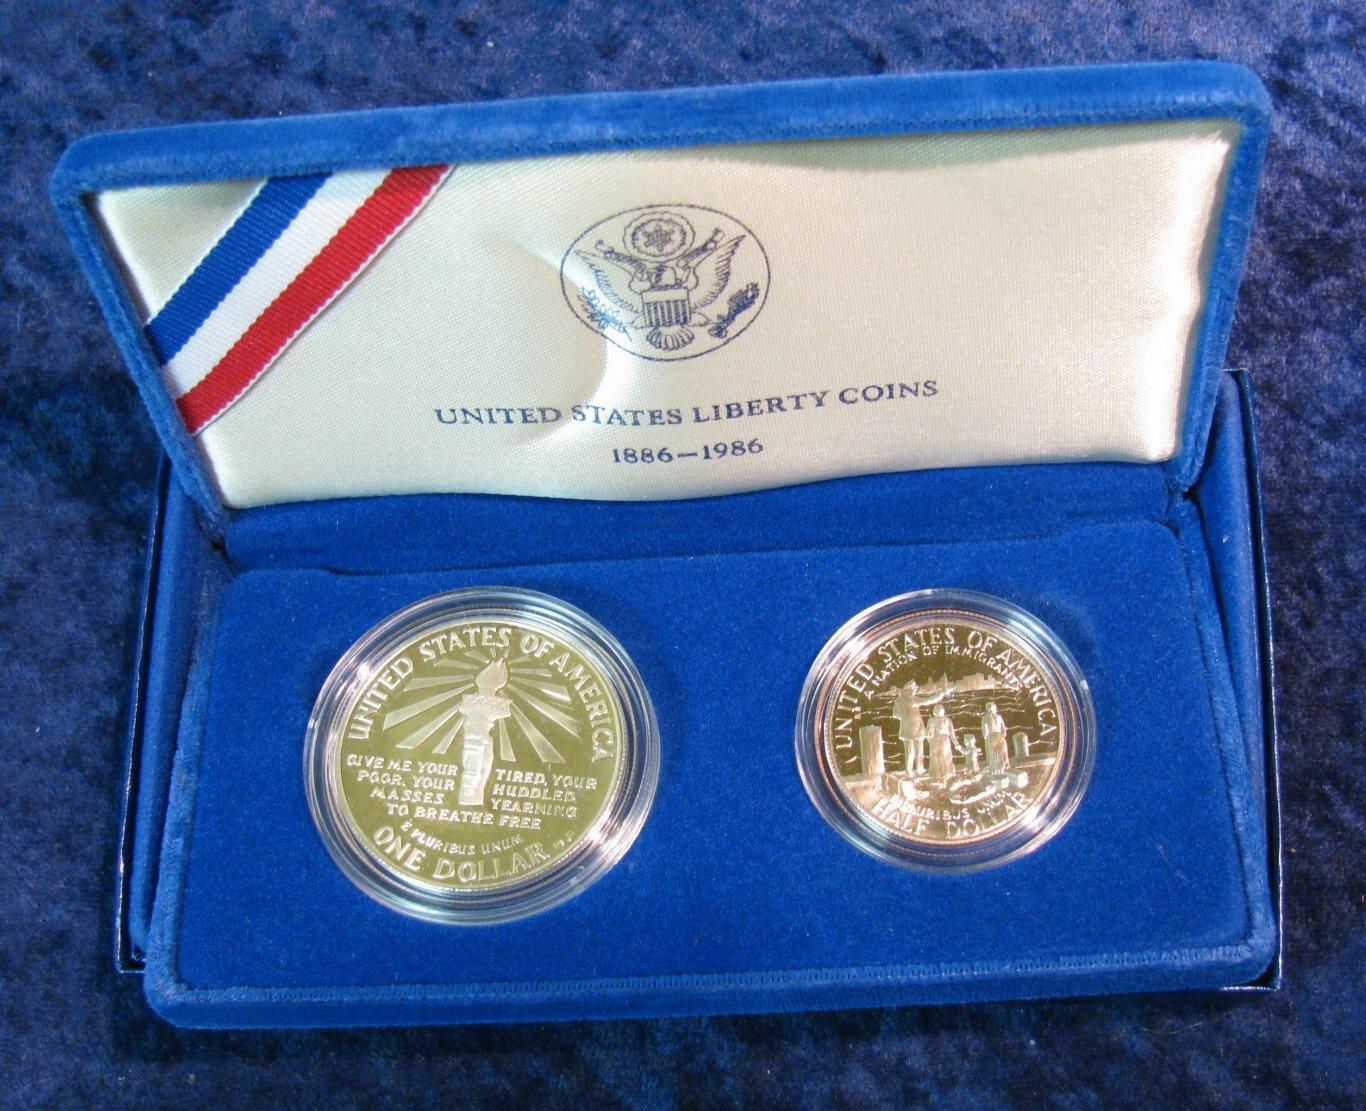 UNITED STATES LIBERTY COINS
1886–1986
UNITED STATES OF AMERICA
GIVE ME YOUR TIRED, YOUR
POOR, YOUR HUDDLED
MASSES YEARNING
TO BREATHE FREE
E PLURIBUS UNUM
ONE DOLLAR
UNITED STATES OF AMERICA
A NATION OF IMMIGRANTS
E PLURIBUS UNUM
HALF DOLLAR